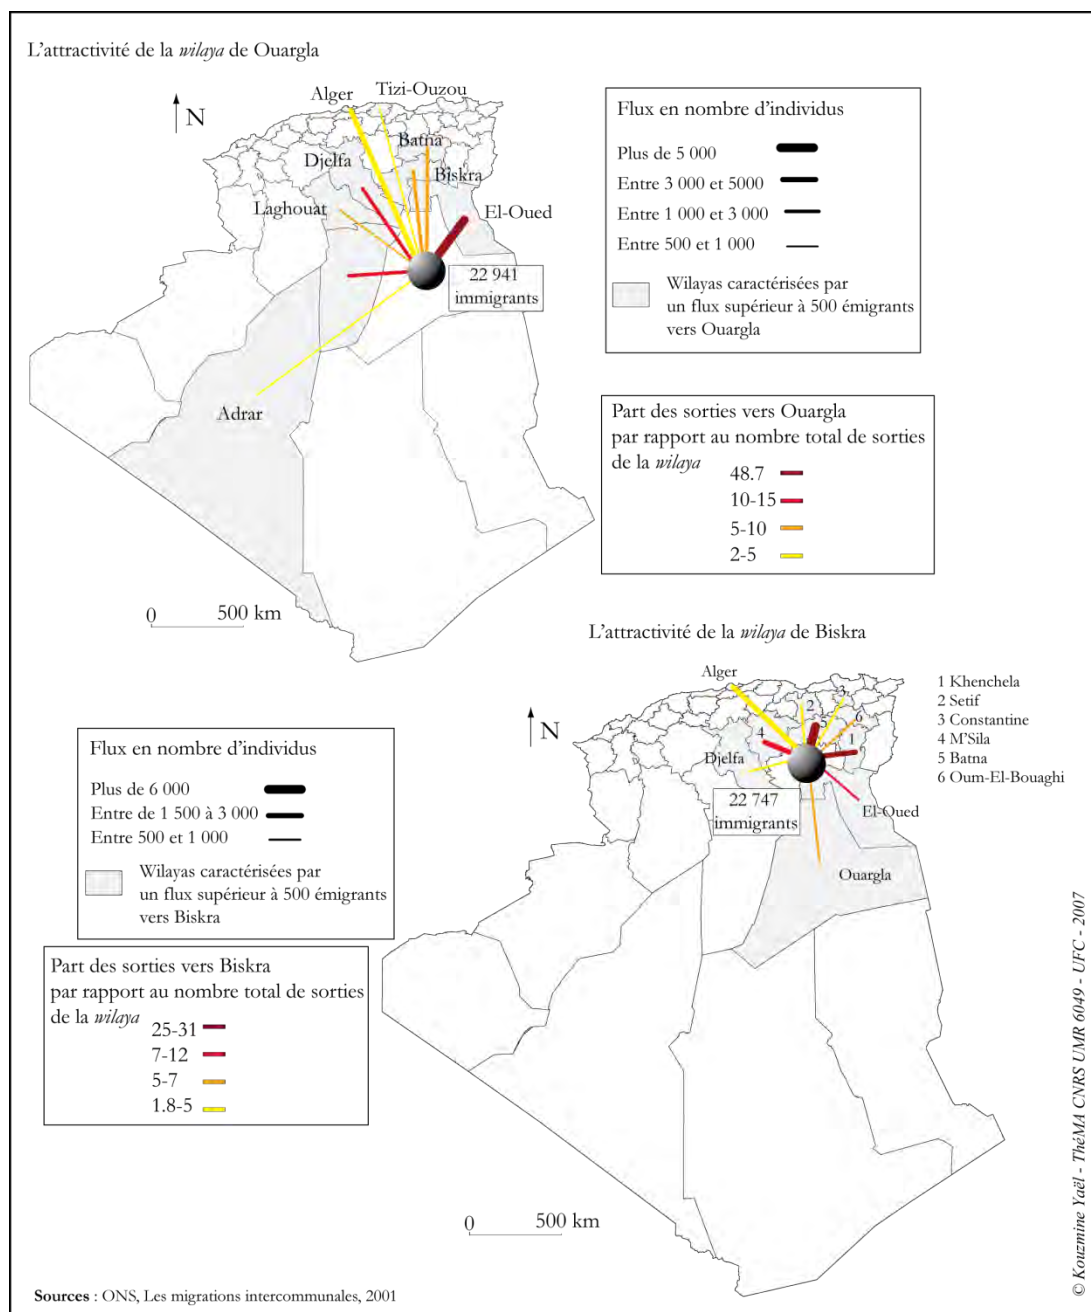 L'attractivité de la wilaya de Ouargla
N
Alger
Tizi-Ouzou
Batna
Djelfa
Biskra
Laghouat
El-Oued
22 941
immigrants
Adrar
0 500 km
Flux en nombre d'individus
Plus de 5 000
Entre 3 000 et 5000
Entre 1 000 et 3 000
Entre 500 et 1 000
Wilayas caractérisées par
un flux supérieur à 500 émigrants
vers Ouargla
Part des sorties vers Ouargla
par rapport au nombre total de sorties
de la wilaya
48.7
10-15
5-10
2-5
L'attractivité de la wilaya de Biskra
N
Alger
2
3
5
6
4
1
Djelfa
22 747
immigrants
El-Oued
Ouargla
1 Khenchela
2 Setif
3 Constantine
4 M'Sila
5 Batna
6 Oum-El-Bouaghi
Flux en nombre d'individus
Plus de 6 000
Entre de 1 500 à 3 000
Entre 500 et 1 000
Wilayas caractérisées par
un flux supérieur à 500 émigrants
vers Biskra
Part des sorties vers Biskra
par rapport au nombre total de sorties
de la wilaya
25-31
7-12
5-7
1.8-5
0 500 km
Sources : ONS, Les migrations intercommunales, 2001
© Kouzmine Yaël - ThéMA CNRS UMR 6049 - UFC - 2007